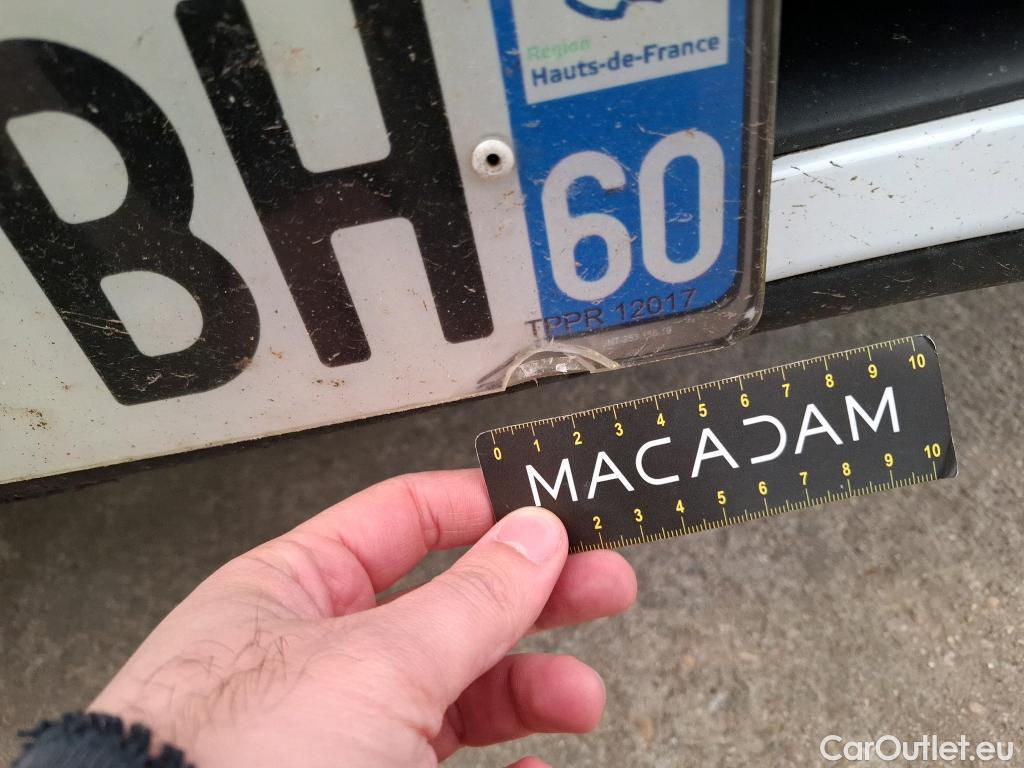 BH
Région
Hauts-de-France
60
TPPR 12017
0 1 2 3 4 5 6 7 8 9 10
MACADAM
2 3 4 5 6 7 8 9 10
CarOutlet.eu